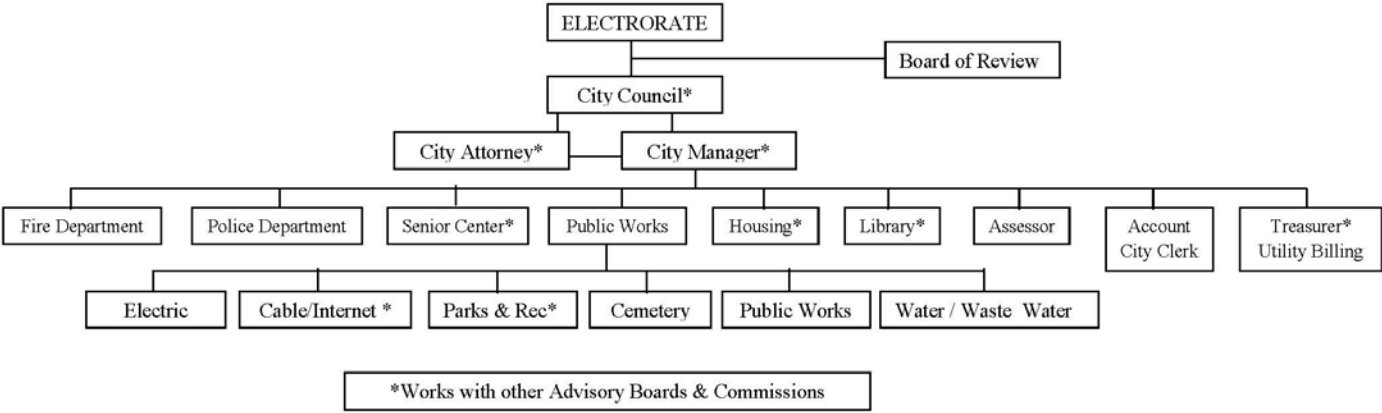 ELECTRORATE
Board of Review
City Council*
City Attorney*
City Manager*
Fire Department
Police Department
Senior Center*
Public Works
Housing*
Library*
Assessor
Account
City Clerk
Treasurer*
Utility Billing
Electric
Cable/Internet *
Parks & Rec*
Cemetery
Public Works
Water / Waste Water
*Works with other Advisory Boards & Commissions